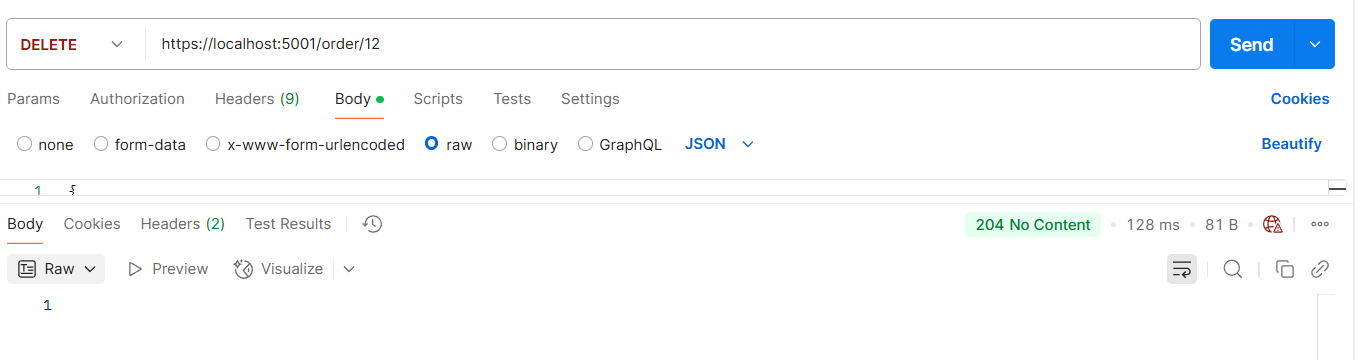 DELETE https://localhost:5001/order/12 Send
Params Authorization Headers (9) Body Scripts Tests Settings Cookies
none form-data x-www-form-urlencoded raw binary GraphQL JSON Beautify
1 {
Body Cookies Headers (2) Test Results 204 No Content 128 ms 81 B
Raw Preview Visualize
1